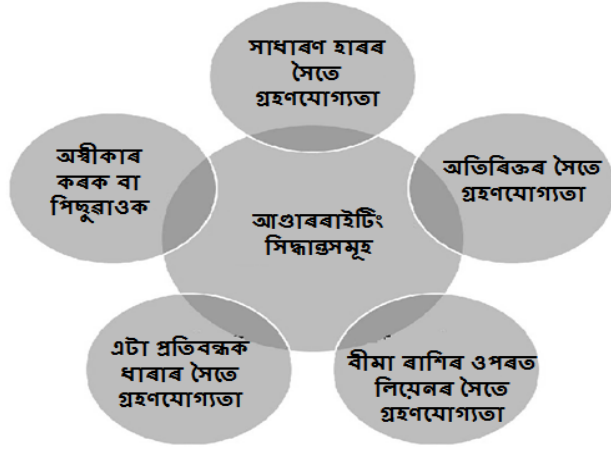 সাধাৰণ হাৰৰ
সৈতে
গ্ৰহণযোগ্যতা
অস্বীকাৰ
কৰক বা
পিছুৱাওক
অতিৰিক্তৰ সৈতে
গ্ৰহণযোগ্যতা
আণ্ডাৰৰাইটিং
সিদ্ধান্তসমূহ
এটা প্ৰতিবন্ধক
ধাৰাৰ সৈতে
গ্ৰহণযোগ্যতা
বীমা ৰাশিৰ ওপৰত
লিয়েনৰ সৈতে
গ্ৰহণযোগ্যতা